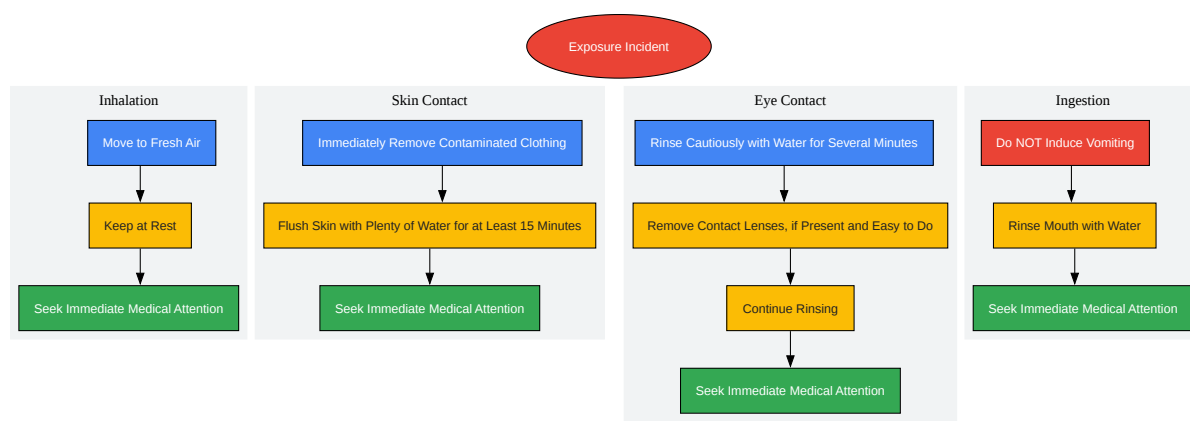 Exposure Incident
Inhalation
Move to Fresh Air
Keep at Rest
Seek Immediate Medical Attention
Skin Contact
Immediately Remove Contaminated Clothing
Flush Skin with Plenty of Water for at Least 15 Minutes
Seek Immediate Medical Attention
Eye Contact
Rinse Cautiously with Water for Several Minutes
Remove Contact Lenses, if Present and Easy to Do
Continue Rinsing
Seek Immediate Medical Attention
Ingestion
Do NOT Induce Vomiting
Rinse Mouth with Water
Seek Immediate Medical Attention